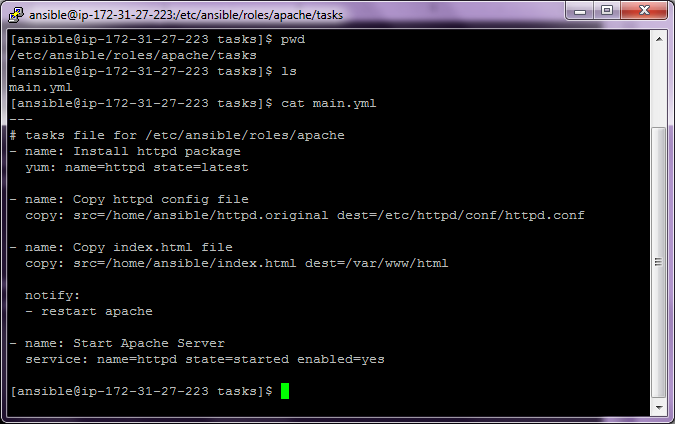 ansible@ip-172-31-27-223:/etc/ansible/roles/apache/tasks
[ansible@ip-172-31-27-223 tasks]$ pwd
/etc/ansible/roles/apache/tasks
[ansible@ip-172-31-27-223 tasks]$ ls
main.yml
[ansible@ip-172-31-27-223 tasks]$ cat main.yml
---
# tasks file for /etc/ansible/roles/apache
- name: Install httpd package
  yum: name=httpd state=latest

- name: Copy httpd config file
  copy: src=/home/ansible/httpd.original dest=/etc/httpd/conf/httpd.conf

- name: Copy index.html file
  copy: src=/home/ansible/index.html dest=/var/www/html

  notify:
  - restart apache

- name: Start Apache Server
  service: name=httpd state=started enabled=yes

[ansible@ip-172-31-27-223 tasks]$